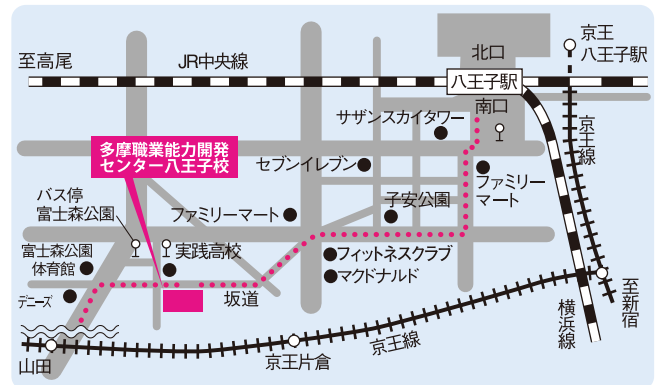 京王
八王子駅
北口
至高尾
JR中央線
八王子駅
南口
サザンスカイタワー
京王線
多摩職業能力開発
センター八王子校
セブンイレブン
ファミリー
マート
バス停
富士森公園
ファミリーマート
子安公園
富士森公園
体育館
実践高校
フィットネスクラブ
マクドナルド
デニーズ
坂道
至新宿
横浜線
京王線
山田
京王片倉